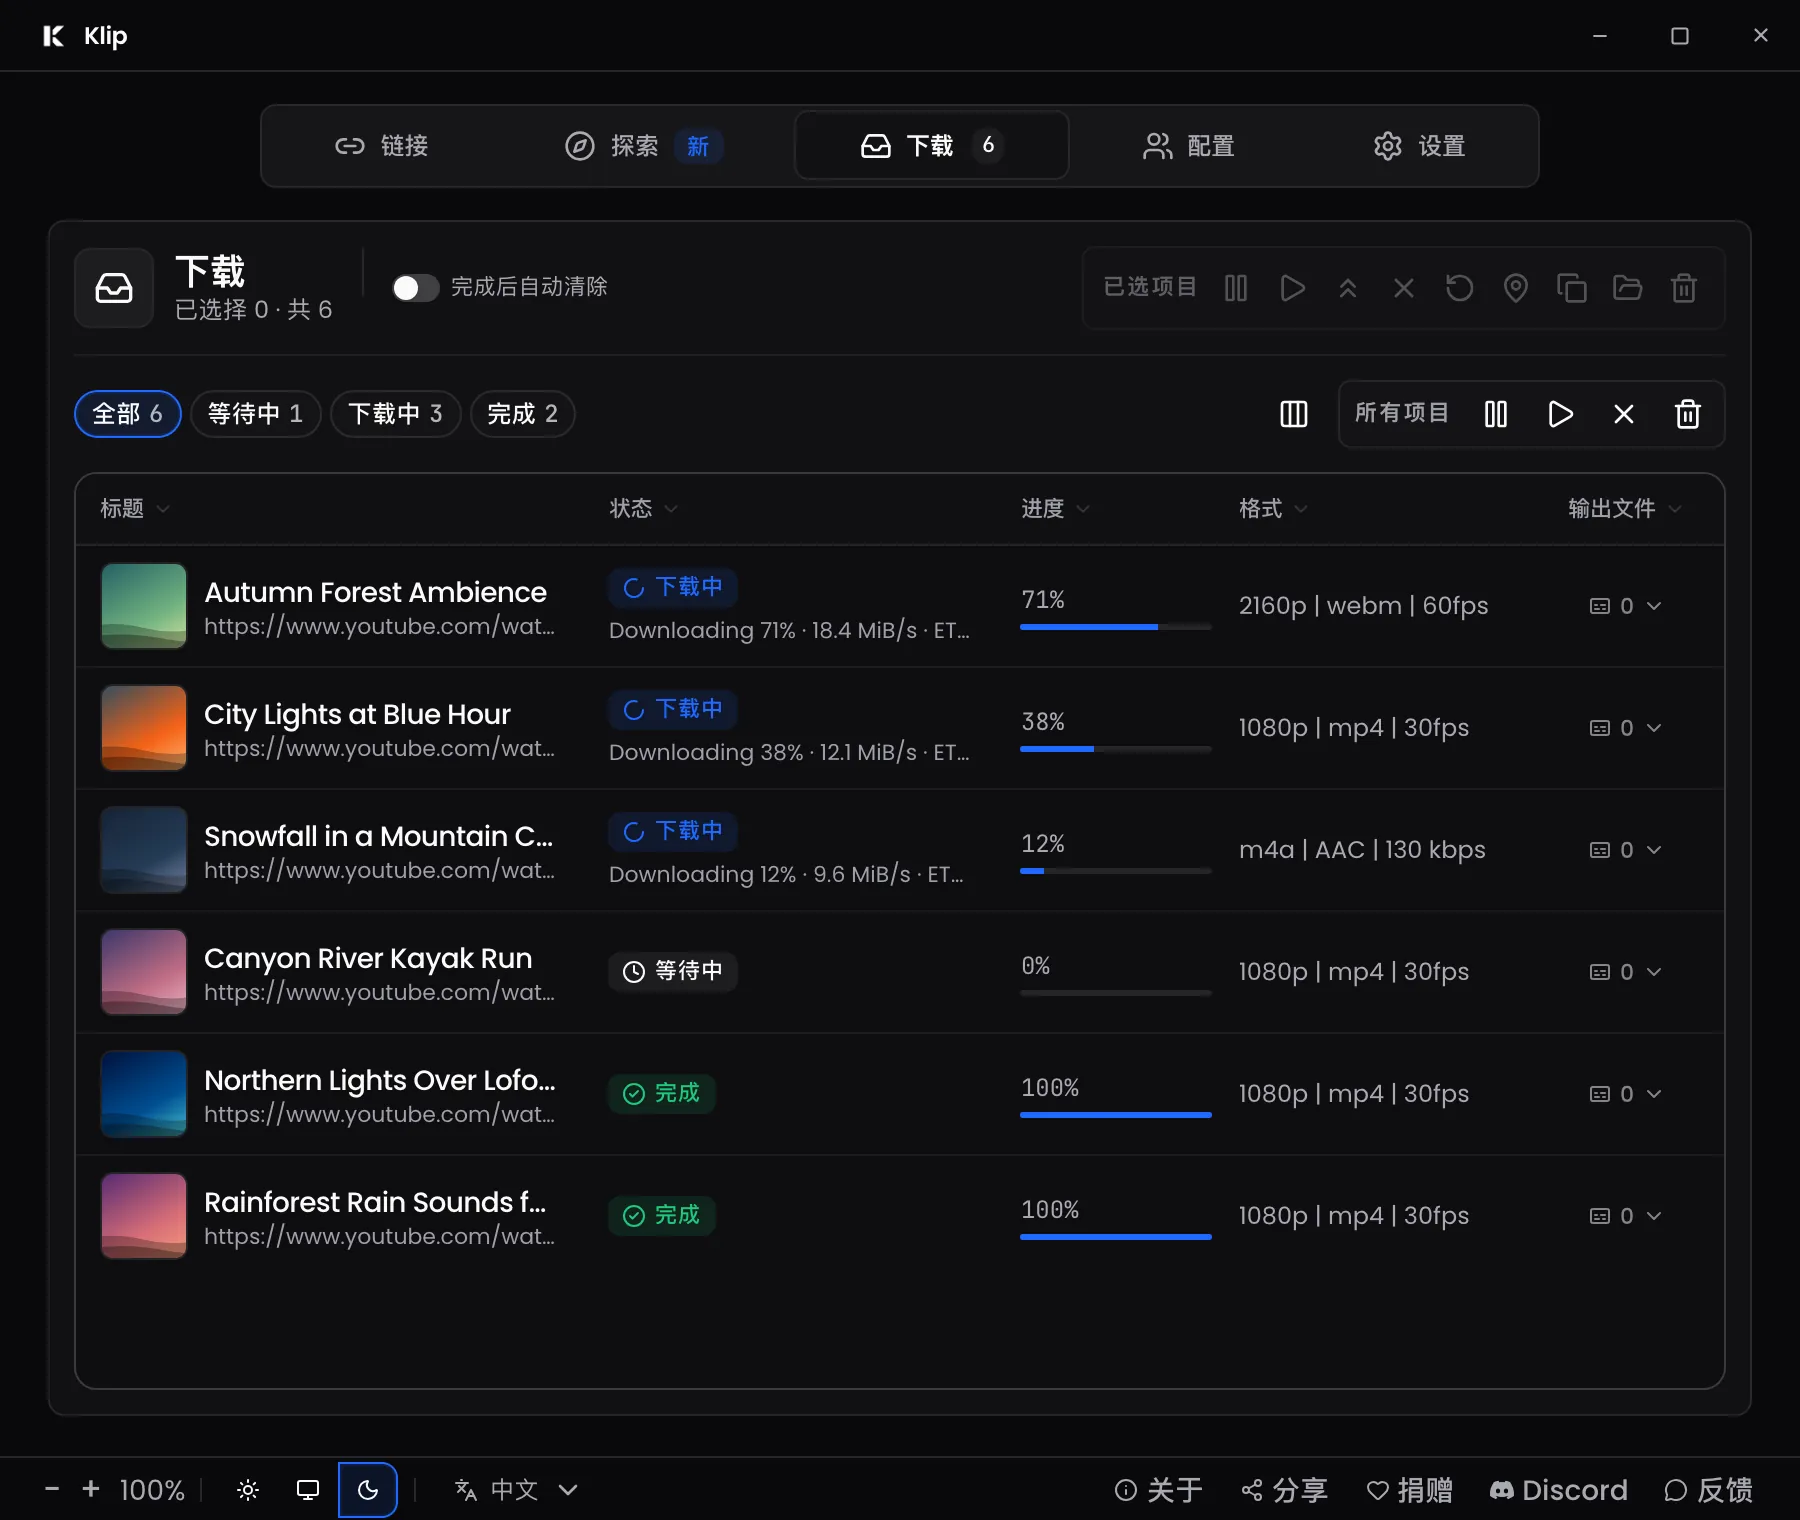 Klip
链接
探索 新
下载 6
配置
设置
下载
已选择 0 · 共 6
完成后自动清除
已选项目
全部 6
等待中 1
下载中 3
完成 2
所有项目
标题 状态 进度 格式 输出文件
Autumn Forest Ambience
https://www.youtube.com/wat...
下载中
Downloading 71% · 18.4 MiB/s · ET...
71%
2160p | webm | 60fps
0
City Lights at Blue Hour
https://www.youtube.com/wat...
下载中
Downloading 38% · 12.1 MiB/s · ET...
38%
1080p | mp4 | 30fps
0
Snowfall in a Mountain C...
https://www.youtube.com/wat...
下载中
Downloading 12% · 9.6 MiB/s · ET...
12%
m4a | AAC | 130 kbps
0
Canyon River Kayak Run
https://www.youtube.com/wat...
等待中
0%
1080p | mp4 | 30fps
0
Northern Lights Over Lofo...
https://www.youtube.com/wat...
完成
100%
1080p | mp4 | 30fps
0
Rainforest Rain Sounds f...
https://www.youtube.com/wat...
完成
100%
1080p | mp4 | 30fps
0
100%
中文
关于
分享
捐赠
Discord
反馈